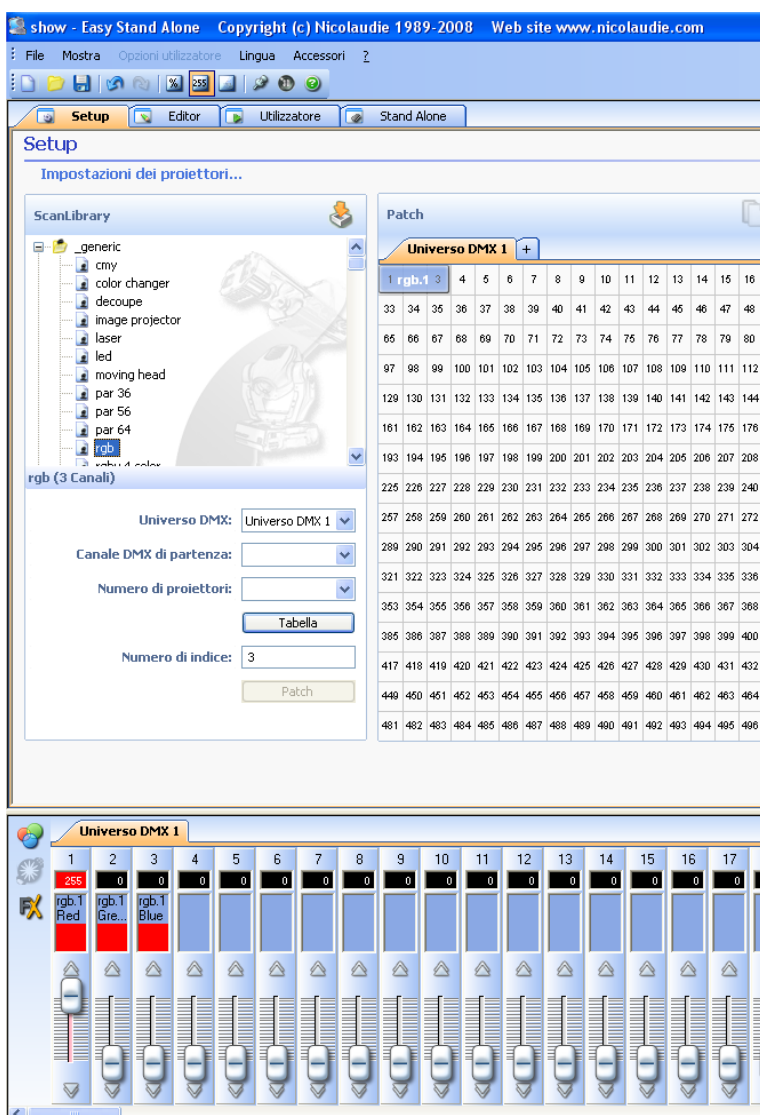 show - Easy Stand Alone Copyright (c) Nicolaudie 1989-2008 Web site www.nicolaudie.com
File Mostra Opzioni utilizzatore Lingua Accessori ?
% 255
Setup Editor Utilizzatore Stand Alone
Setup
Impostazioni dei proiettori...
ScanLibrary
_generic
cmy
color changer
decoupe
image projector
laser
led
moving head
par 36
par 56
par 64
rgb
rgby 4 color
rgb (3 Canali)
Universo DMX: Universo DMX 1
Canale DMX di partenza:
Numero di proiettori:
Tabella
Numero di indice: 3
Patch
Patch
Universo DMX 1 +
1 rgb.1 3 4 5 6 7 8 9 10 11 12 13 14 15 16
33 34 35 36 37 38 39 40 41 42 43 44 45 46 47 48
65 66 67 68 69 70 71 72 73 74 75 76 77 78 79 80
97 98 99 100 101 102 103 104 105 106 107 108 109 110 111 112
129 130 131 132 133 134 135 136 137 138 139 140 141 142 143 144
161 162 163 164 165 166 167 168 169 170 171 172 173 174 175 176
193 194 195 196 197 198 199 200 201 202 203 204 205 206 207 208
225 226 227 228 229 230 231 232 233 234 235 236 237 238 239 240
257 258 259 260 261 262 263 264 265 266 267 268 269 270 271 272
289 290 291 292 293 294 295 296 297 298 299 300 301 302 303 304
321 322 323 324 325 326 327 328 329 330 331 332 333 334 335 336
353 354 355 356 357 358 359 360 361 362 363 364 365 366 367 368
385 386 387 388 389 390 391 392 393 394 395 396 397 398 399 400
417 418 419 420 421 422 423 424 425 426 427 428 429 430 431 432
449 450 451 452 453 454 455 456 457 458 459 460 461 462 463 464
481 482 483 484 485 486 487 488 489 490 491 492 493 494 495 496
Universo DMX 1
1 2 3 4 5 6 7 8 9 10 11 12 13 14 15 16 17
255 0 0 0 0 0 0 0 0 0 0 0 0 0 0 0 0
FX
rgb.1 rgb.1 rgb.1
Red Gre... Blue